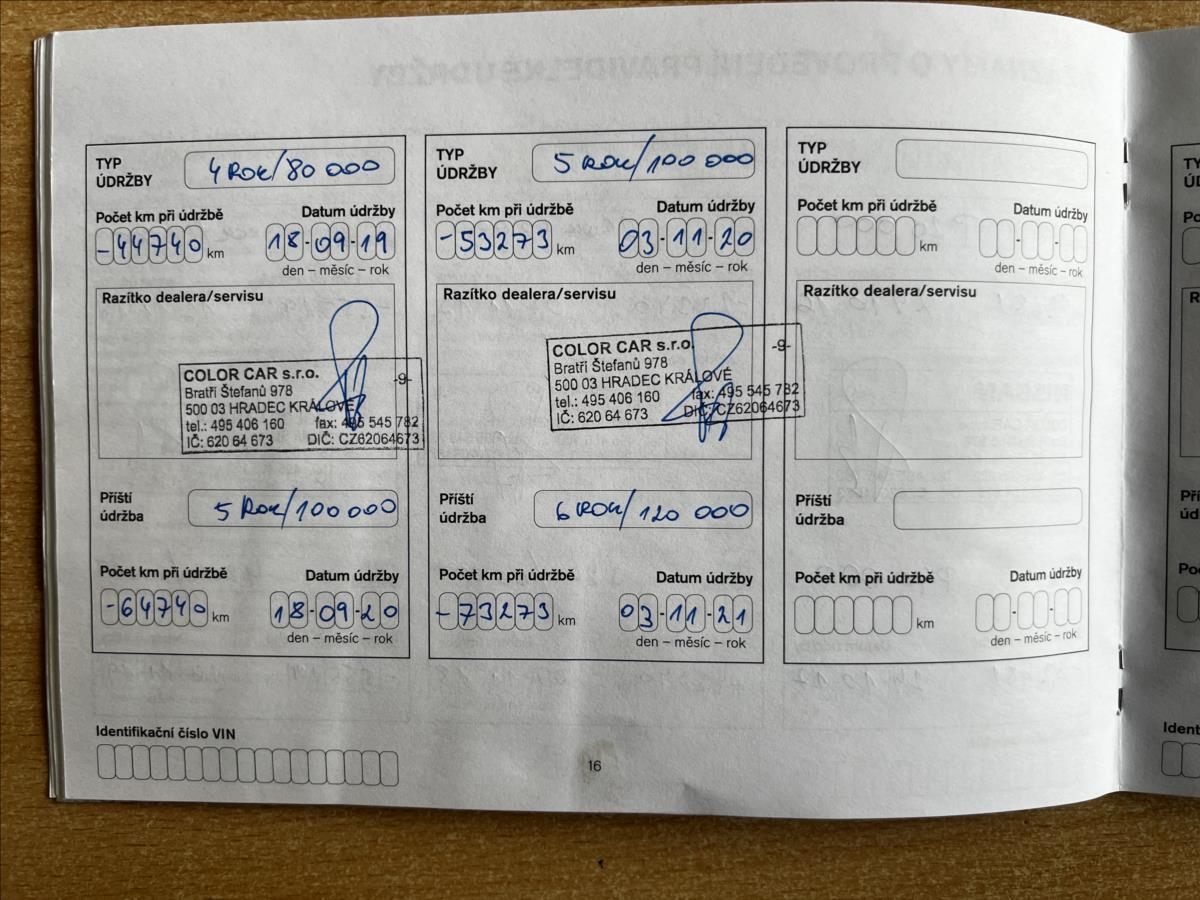 TYP
ÚDRŽBY
4 ROK/80 000
Počet km při údržbě
Datum údržby
-44740 km
18-09-19
den – měsíc – rok
Razítko dealera/servisu
COLOR CAR s.r.o.
-9-
Bratří Štefanů 978
500 03 HRADEC KRÁLOVÉ
tel.: 495 406 160 fax: 495 545 782
IČ: 620 64 673 DIČ: CZ62064673
Příští
údržba
5 ROK/100 000
Počet km při údržbě
Datum údržby
-64740 km
18-09-20
den – měsíc – rok
TYP
ÚDRŽBY
5 ROK/100 000
Počet km při údržbě
Datum údržby
-53273 km
03-11-20
den – měsíc – rok
Razítko dealera/servisu
COLOR CAR s.r.o.
-9-
Bratří Štefanů 978
500 03 HRADEC KRÁLOVÉ
tel.: 495 406 160 fax: 495 545 782
IČ: 620 64 673 DIČ: CZ62064673
Příští
údržba
6 ROK/120 000
Počet km při údržbě
Datum údržby
-73273 km
03-11-21
den – měsíc – rok
TYP
ÚDRŽBY
Počet km při údržbě
Datum údržby
km
den – měsíc – rok
Razítko dealera/servisu
Příští
údržba
Počet km při údržbě
Datum údržby
km
den – měsíc – rok
Identifikační číslo VIN
16